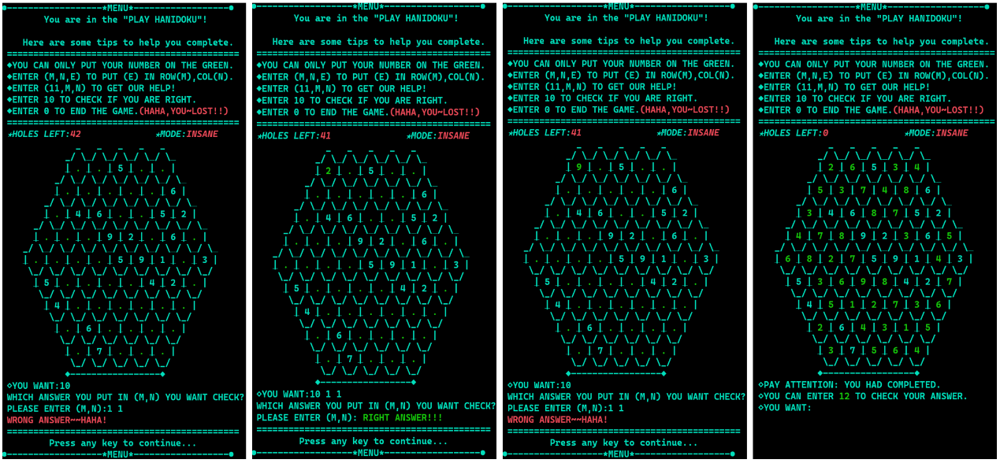 *MENU*
You are in the "PLAY HANIDOKU"!
Here are some tips to help you complete.
◆YOU CAN ONLY PUT YOUR NUMBER ON THE GREEN.
◆ENTER (M,N,E) TO PUT (E) IN ROW(M),COL(N).
◆ENTER (11,M,N) TO GET OUR HELP!
◆ENTER 10 TO CHECK IF YOU ARE RIGHT.
◆ENTER 0 TO END THE GAME.(HAHA,YOU~LOST!!)
★HOLES LEFT:42 ★MODE:INSANE
| . | . | 5 | . | . |
| . | . | . | . | . | 6 |
| . | 4 | 6 | . | . | 5 | 2 |
| . | . | . | 9 | 2 | . | 6 | . |
| . | . | . | . | 5 | 9 | 1 | . | 3 |
| 5 | . | . | . | . | 4 | 2 | . |
| 4 | . | . | . | . | . | . |
| . | 6 | . | . | . | . |
| . | 7 | . | . | . |
◇YOU WANT:10
WHICH ANSWER YOU PUT IN (M,N) YOU WANT CHECK?
PLEASE ENTER (M,N):1 1
WRONG ANSWER~~HAHA!
Press any key to continue...
*MENU*
*MENU*
You are in the "PLAY HANIDOKU"!
Here are some tips to help you complete.
◆YOU CAN ONLY PUT YOUR NUMBER ON THE GREEN.
◆ENTER (M,N,E) TO PUT (E) IN ROW(M),COL(N).
◆ENTER (11,M,N) TO GET OUR HELP!
◆ENTER 10 TO CHECK IF YOU ARE RIGHT.
◆ENTER 0 TO END THE GAME.(HAHA,YOU~LOST!!)
★HOLES LEFT:41 ★MODE:INSANE
| 2 | . | 5 | . | . |
| . | . | . | . | . | 6 |
| . | 4 | 6 | . | . | 5 | 2 |
| . | . | . | 9 | 2 | . | 6 | . |
| . | . | . | . | 5 | 9 | 1 | . | 3 |
| 5 | . | . | . | . | 4 | 2 | . |
| 4 | . | . | . | . | . | . |
| . | 6 | . | . | . | . |
| . | 7 | . | . | . |
◇YOU WANT:10 1 1
WHICH ANSWER YOU PUT IN (M,N) YOU WANT CHECK?
PLEASE ENTER (M,N): RIGHT ANSWER!!!
Press any key to continue...
*MENU*
*MENU*
You are in the "PLAY HANIDOKU"!
Here are some tips to help you complete.
◆YOU CAN ONLY PUT YOUR NUMBER ON THE GREEN.
◆ENTER (M,N,E) TO PUT (E) IN ROW(M),COL(N).
◆ENTER (11,M,N) TO GET OUR HELP!
◆ENTER 10 TO CHECK IF YOU ARE RIGHT.
◆ENTER 0 TO END THE GAME.(HAHA,YOU~LOST!!)
★HOLES LEFT:41 ★MODE:INSANE
| 9 | . | 5 | . | . |
| . | . | . | . | . | 6 |
| . | 4 | 6 | . | . | 5 | 2 |
| . | . | . | 9 | 2 | . | 6 | . |
| . | . | . | . | 5 | 9 | 1 | . | 3 |
| 5 | . | . | . | . | 4 | 2 | . |
| 4 | . | . | . | . | . | . |
| . | 6 | . | . | . | . |
| . | 7 | . | . | . |
◇YOU WANT:10
WHICH ANSWER YOU PUT IN (M,N) YOU WANT CHECK?
PLEASE ENTER (M,N):1 1
WRONG ANSWER~~HAHA!
Press any key to continue...
*MENU*
*MENU*
You are in the "PLAY HANIDOKU"!
Here are some tips to help you complete.
◆YOU CAN ONLY PUT YOUR NUMBER ON THE GREEN.
◆ENTER (M,N,E) TO PUT (E) IN ROW(M),COL(N).
◆ENTER (11,M,N) TO GET OUR HELP!
◆ENTER 10 TO CHECK IF YOU ARE RIGHT.
◆ENTER 0 TO END THE GAME.(HAHA,YOU~LOST!!)
★HOLES LEFT:0 ★MODE:INSANE
| 2 | 6 | 5 | 3 | 4 |
| 5 | 3 | 7 | 4 | 8 | 6 |
| 3 | 4 | 6 | 8 | 7 | 5 | 2 |
| 4 | 7 | 8 | 9 | 2 | 3 | 6 | 5 |
| 6 | 8 | 2 | 7 | 5 | 9 | 1 | 4 | 3 |
| 5 | 3 | 6 | 9 | 8 | 4 | 2 | 7 |
| 4 | 5 | 1 | 2 | 7 | 3 | 6 |
| 2 | 6 | 4 | 3 | 1 | 5 |
| 3 | 7 | 5 | 6 | 4 |
◇PAY ATTENTION: YOU HAD COMPLETED.
◇YOU CAN ENTER 12 TO CHECK YOUR ANSWER.
◇YOU WANT: